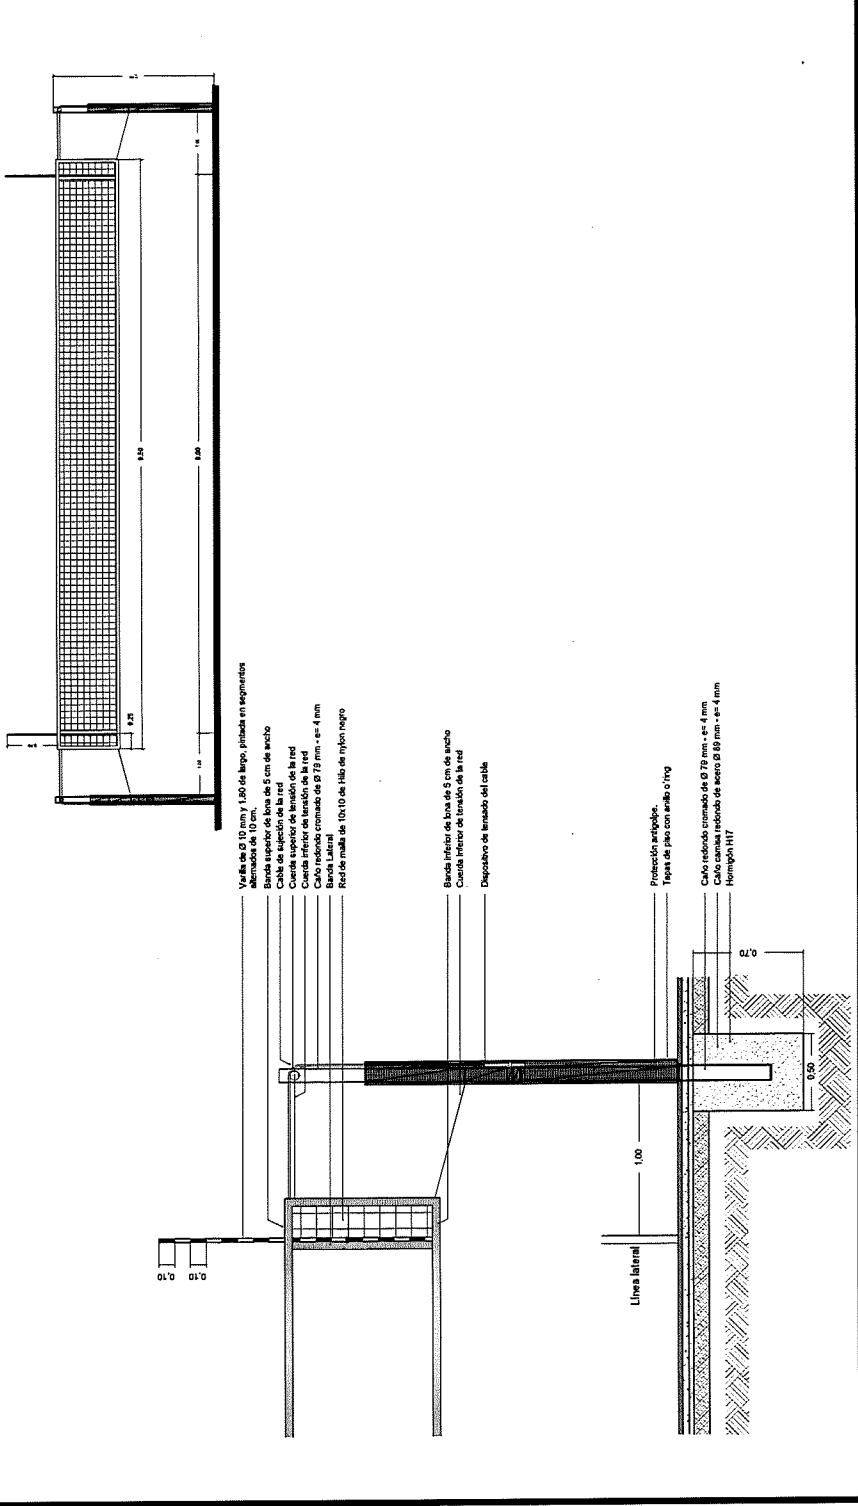 9.50
9.00
0.25
Varilla de Ø 10 mm y 1.80 de largo, pintada en segmentos
alternados de 10 cm.
Banda superior de lona de 5 cm de ancho
Cable de sujeción de la red
Cuerda superior de tensión de la red
Cuerda inferior de tensión de la red
Caño redondo cromado de Ø 79 mm - e= 4 mm
Banda Lateral
Red de malla de 10x10 de Hilo de nylon negro
Banda inferior de lona de 5 cm de ancho
Cuerda inferior de tensión de la red
Dispositivo de tensado del cable
Protección antigolpe.
Tapas de piso con anillo o'ring
Caño redondo cromado de Ø 79 mm - e= 4 mm
Caño camisa redondo de acero Ø 89 mm - e= 4 mm
Hormigón H17
0,10
0,10
0,70
0,50
1,00
Línea lateral